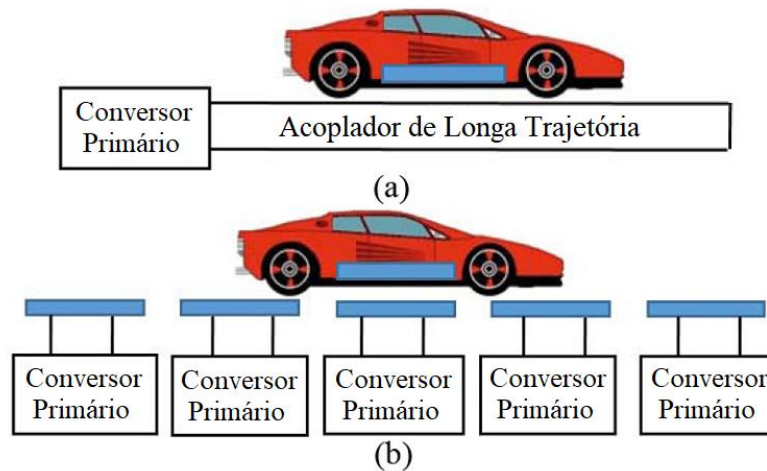 Conversor
Primário
Acoplador de Longa Trajetória
(a)
Conversor
Primário
Conversor
Primário
Conversor
Primário
Conversor
Primário
Conversor
Primário
(b)